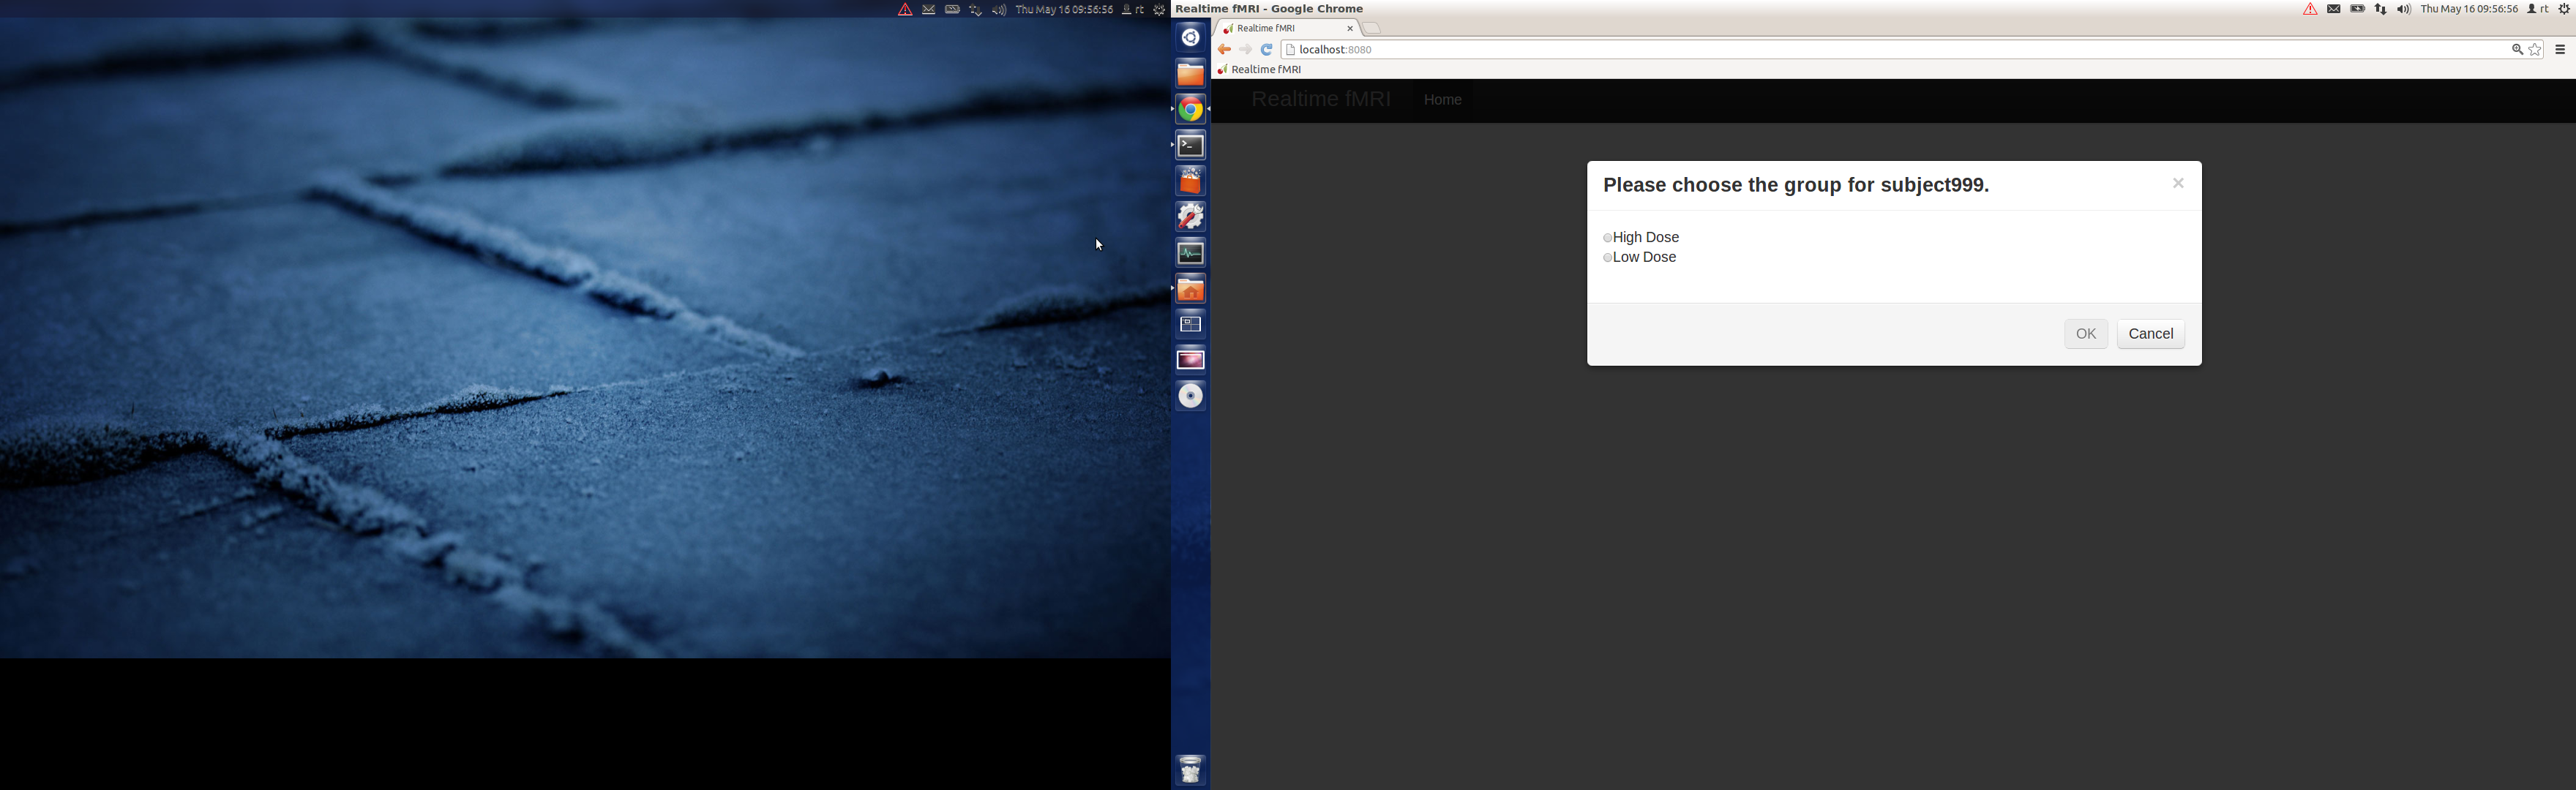 Thu May 16 09:56:56 rt
Realtime fMRI - Google Chrome
Thu May 16 09:56:56 rt
Realtime fMRI
localhost:8080
Realtime fMRI
Realtime fMRI Home
Please choose the group for subject999.
High Dose
Low Dose
OK Cancel